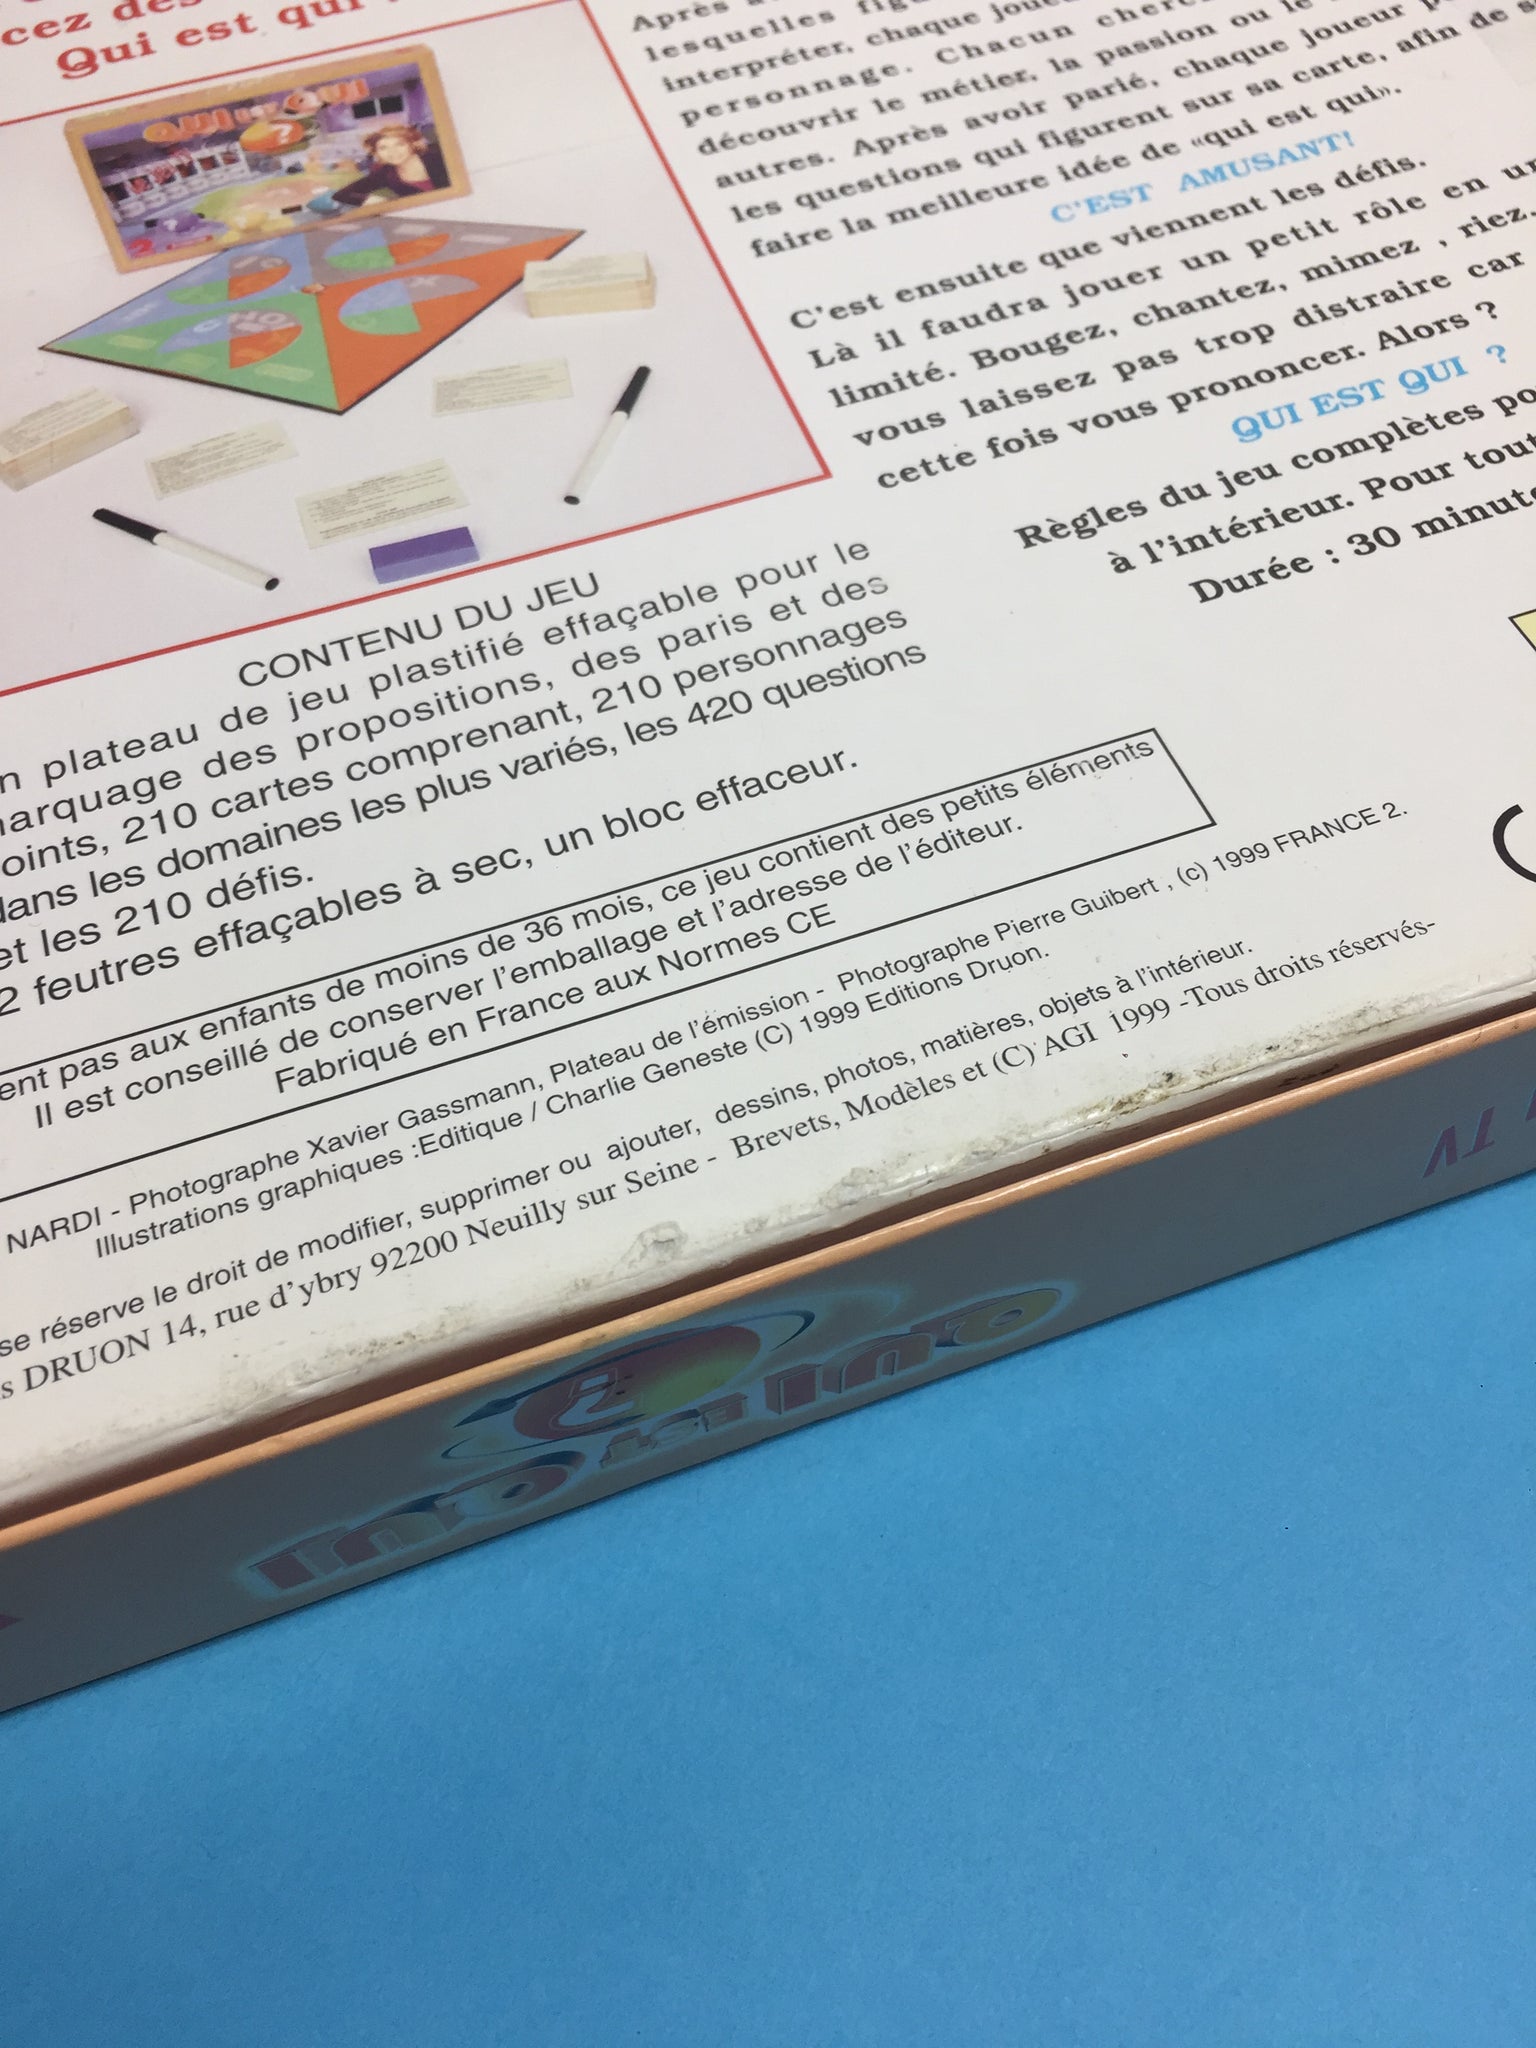 cez des
Qui est qui
QUI EST QUI
?
Après
lesquelles
interpréter, chaque
personnage. Chacun
découvrir le métier, la passion ou le
autres. Après avoir parié, chaque joueur
les questions qui figurent sur sa carte, afin de
faire la meilleure idée de «qui est qui».
C'EST AMUSANT!
C'est ensuite que viennent les défis.
Là il faudra jouer un petit rôle en
limité. Bougez, chantez, mimez , riez.
vous laissez pas trop distraire car
cette fois vous prononcer. Alors ?
QUI EST QUI ?
Règles du jeu complètes
à l'intérieur. Pour
Durée : 30
CONTENU DU JEU
n plateau de jeu plastifié effaçable pour le
arquage des propositions, des paris et des
oints, 210 cartes comprenant, 210 personnages
dans les domaines les plus variés, les 420 questions
et les 210 défis.
2 feutres effaçables à sec, un bloc effaceur.
ent pas aux enfants de moins de 36 mois, ce jeu contient des petits éléments
Il est conseillé de conserver l'emballage et l'adresse de l'éditeur.
Fabriqué en France aux Normes CE
NARDI - Photographe Xavier Gassmann, Plateau de l'émission - Photographe Pierre Guibert , (c) 1999 FRANCE 2.
Illustrations graphiques :Editique / Charlie Geneste (C) 1999 Editions Druon.
se réserve le droit de modifier, supprimer ou ajouter, dessins, photos, matières, objets à l'intérieur.
s DRUON 14, rue d'ybry 92200 Neuilly sur Seine - Brevets, Modèles et (C) AGI 1999 -Tous droits réservés-
TV
QUI EST QUI
?